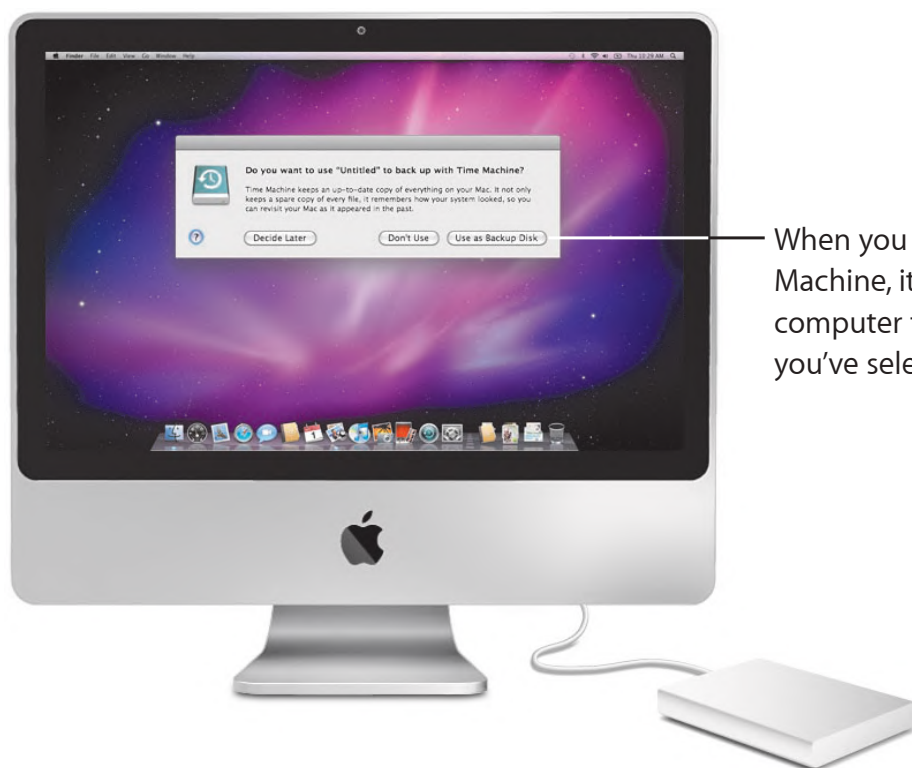 Finder File Edit View Go Window Help
Thu 10:29 AM
Do you want to use "Untitled" to back up with Time Machine?
Time Machine keeps an up-to-date copy of everything on your Mac. It not only
keeps a spare copy of every file, it remembers how your system looked, so you
can revisit your Mac as it appeared in the past.
?
Decide Later
Don't Use
Use as Backup Disk
When you
Machine, it
computer
you've sele
1